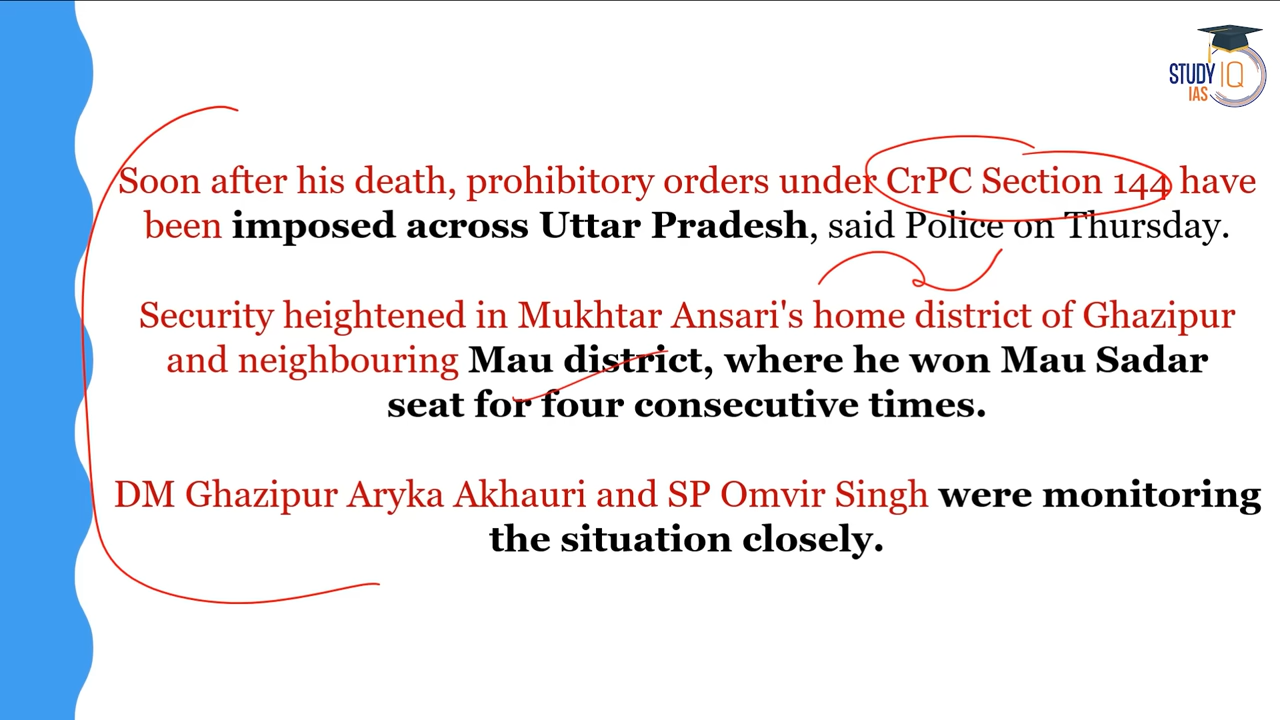 STUDY IQ
IAS
Soon after his death, prohibitory orders under CrPC Section 144 have
been imposed across Uttar Pradesh, said Police on Thursday.
Security heightened in Mukhtar Ansari's home district of Ghazipur
and neighbouring Mau district, where he won Mau Sadar
seat for four consecutive times.
DM Ghazipur Aryka Akhauri and SP Omvir Singh were monitoring
the situation closely.